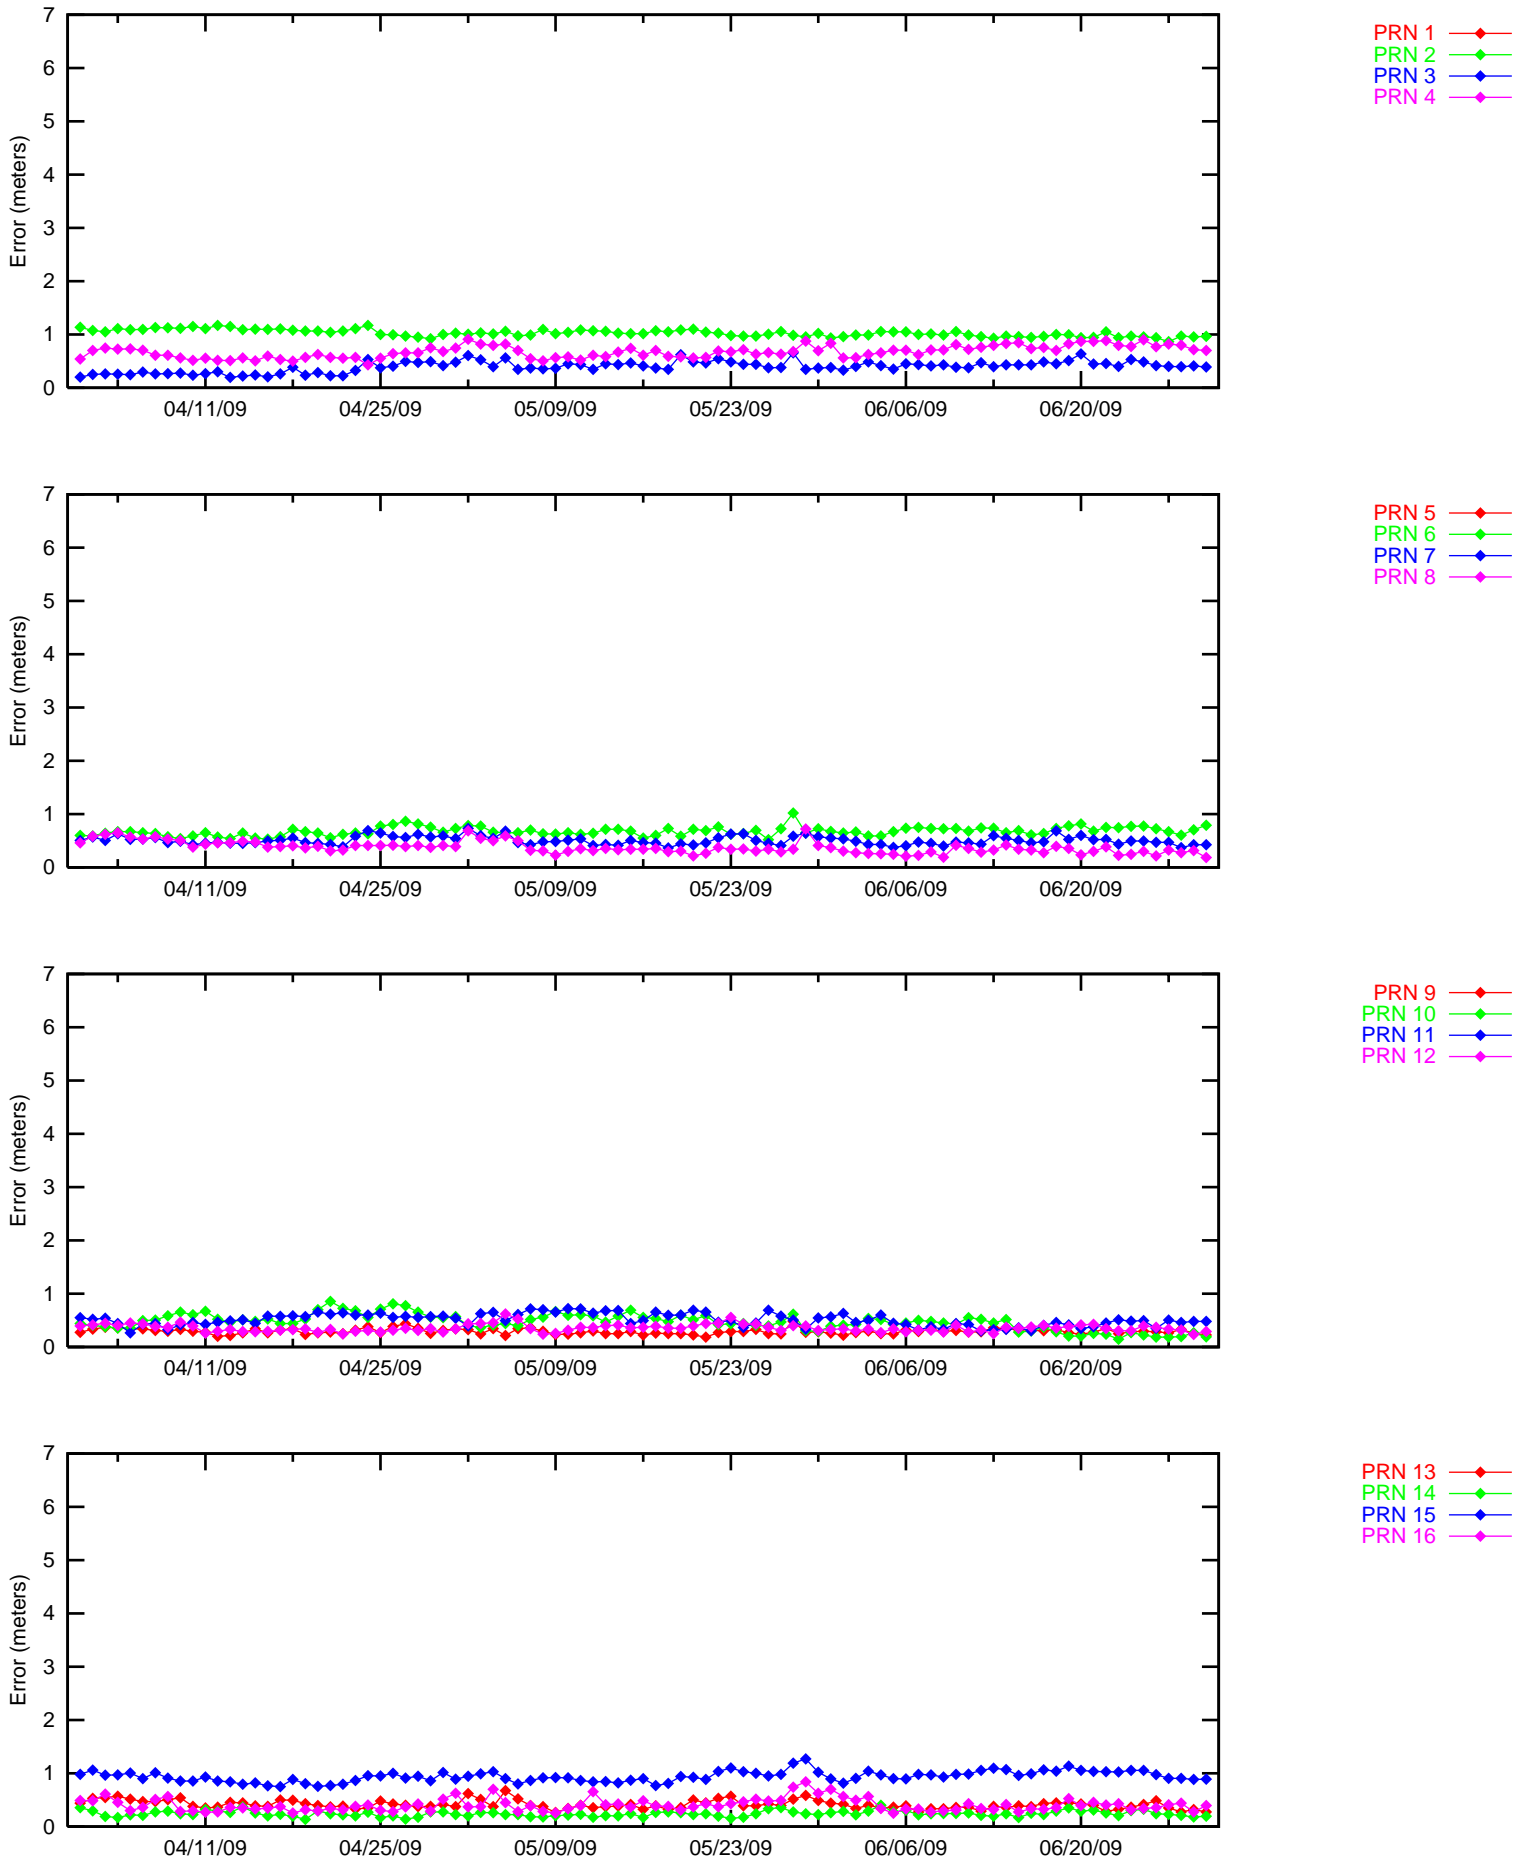 7
6
5
4
3
2
1
0
Error (meters)
04/11/09 04/25/09 05/09/09 05/23/09 06/06/09 06/20/09
PRN 1
PRN 2
PRN 3
PRN 4
7
6
5
4
3
2
1
0
Error (meters)
04/11/09 04/25/09 05/09/09 05/23/09 06/06/09 06/20/09
PRN 5
PRN 6
PRN 7
PRN 8
7
6
5
4
3
2
1
0
Error (meters)
04/11/09 04/25/09 05/09/09 05/23/09 06/06/09 06/20/09
PRN 9
PRN 10
PRN 11
PRN 12
7
6
5
4
3
2
1
0
Error (meters)
04/11/09 04/25/09 05/09/09 05/23/09 06/06/09 06/20/09
PRN 13
PRN 14
PRN 15
PRN 16